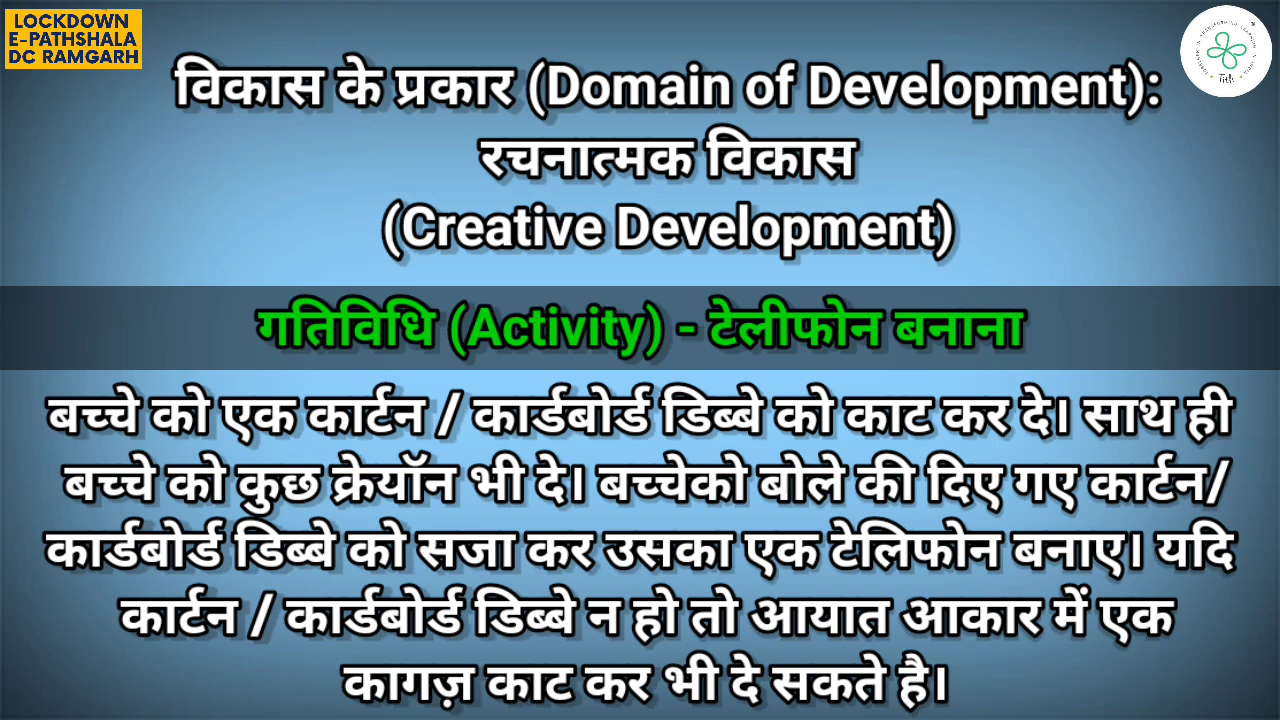 LOCKDOWN
E-PATHSHALA
DC RAMGARH
विकास के प्रकार (Domain of Development):
रचनात्मक विकास
(Creative Development)
गतिविधि (Activity) - टेलीफोन बनाना
बच्चे को एक कार्टन / कार्डबोर्ड डिब्बे को काट कर दे। साथ ही
बच्चे को कुछ क्रेयॉन भी दे। बच्चेको बोले की दिए गए कार्टन/
कार्डबोर्ड डिब्बे को सजा कर उसका एक टेलिफोन बनाए। यदि
कार्टन / कार्डबोर्ड डिब्बे न हो तो आयात आकार में एक
कागज़ काट कर भी दे सकते है।